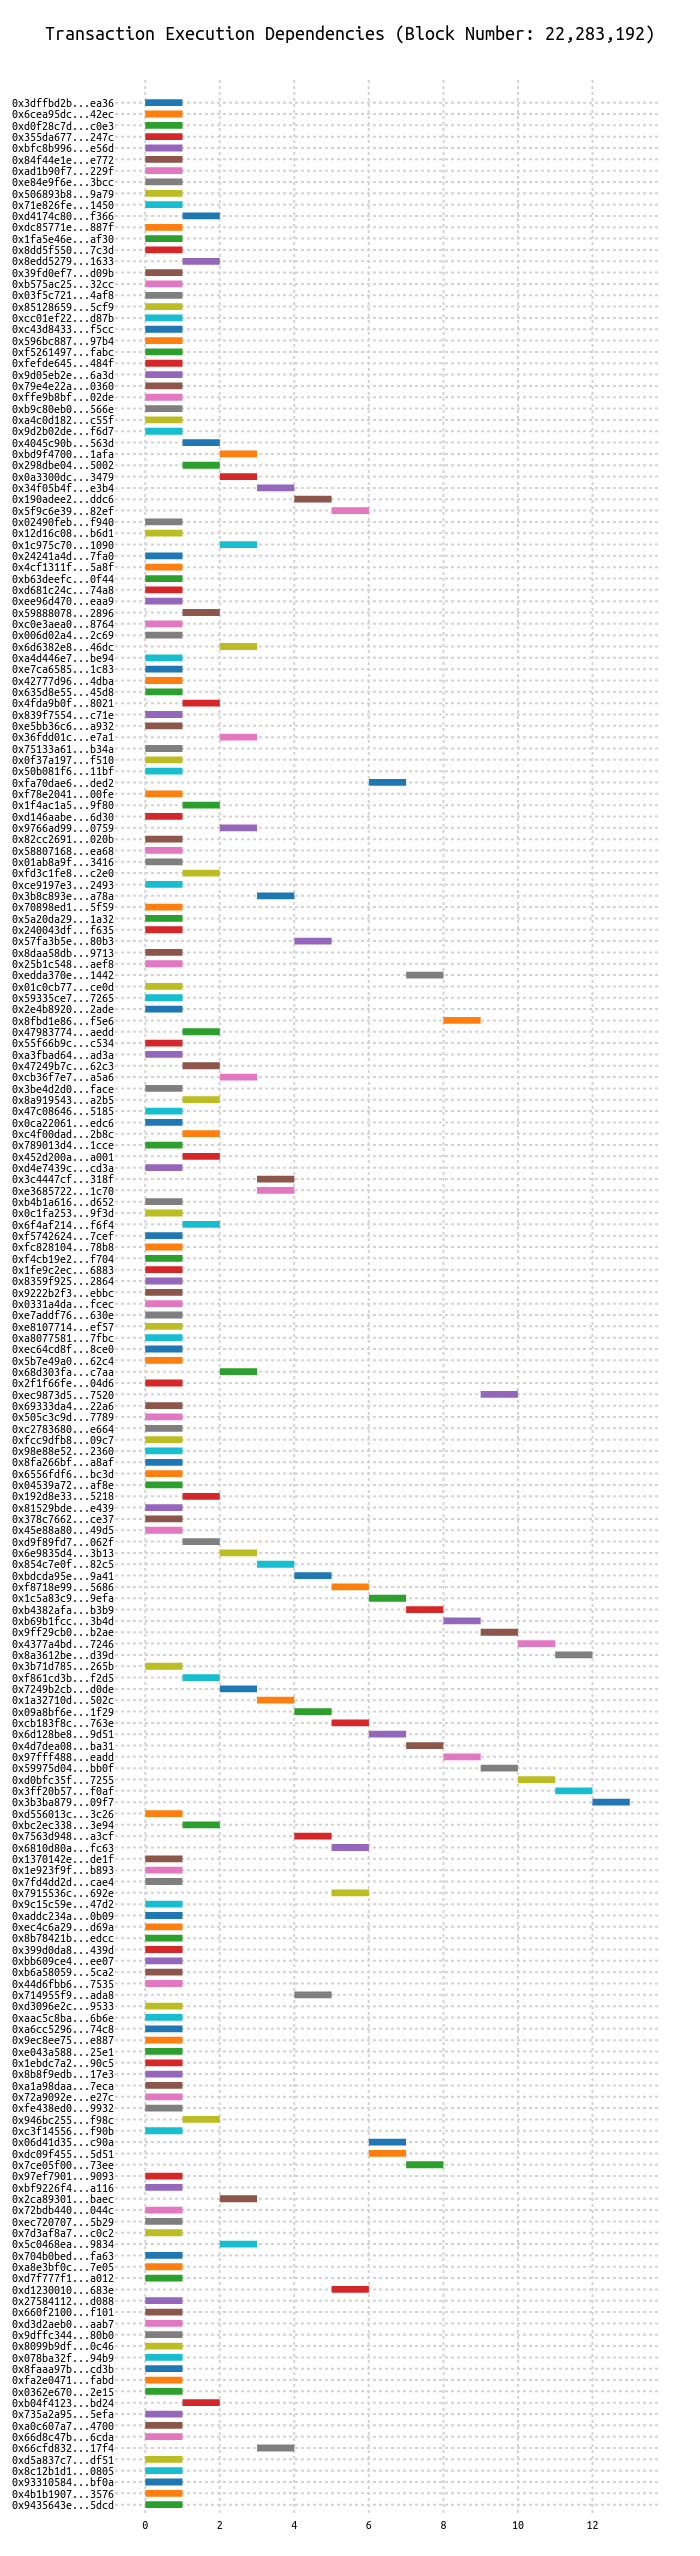 Transaction Execution Dependencies (Block Number: 22,283,192)
0x3dffbd2b...ea36
0x6cea95dc...42ec
0xd0f28c7d...c0e3
0x355da677...247c
0xbfc8b996...e56d
0x84f44e1e...e772
0xad1b90f7...229f
0xe84e9f6e...3bcc
0x506893b8...9a79
0x71e826fe...1450
0xd4174c80...f366
0xdc85771e...887f
0x1fa5e46e...af30
0x8dd5f550...7c3d
0x8edd5279...1633
0x39fd0ef7...d09b
0xb575ac25...32cc
0x03f5c721...4af8
0x85128659...5cf9
0xcc01ef22...d87b
0xc43d8433...f5cc
0x596bc887...97b4
0xf5261497...fabc
0xfefde645...484f
0x9d05eb2e...6a3d
0x79e4e22a...0360
0xffe9b8bf...02de
0xb9c80eb0...566e
0xa4c0d182...c55f
0x9d2b02de...f6d7
0x4045c90b...563d
0xbd9f4700...1afa
0x298dbe04...5002
0x0a3300dc...3479
0x34f05b4f...e3b4
0x190adee2...ddc6
0x5f9c6e39...82ef
0x02490feb...f940
0x12d16c08...b6d1
0x1c975c70...1090
0x24241a4d...7fa0
0x4cf1311f...5a8f
0xb63deefc...0f44
0xd681c24c...74a8
0xee96d470...eaa9
0x59888078...2896
0xc0e3aea0...8764
0x006d02a4...2c69
0x6d6382e8...46dc
0xa4d446e7...be94
0xe7ca6585...1c83
0x42777d96...4dba
0x635d8e55...45d8
0x4fda9b0f...8021
0x839f7554...c71e
0xe5bb36c6...a932
0x36fdd01c...e7a1
0x75133a61...b34a
0x0f37a197...f510
0x50b081f6...11bf
0xfa70dae6...ded2
0xf78e2041...00fe
0x1f4ac1a5...9f80
0xd146aabe...6d30
0x9766ad99...0759
0x82cc2691...020b
0x58807168...ea68
0x01ab8a9f...3416
0xfd3c1fe8...c2e0
0xce9197e3...2493
0x3b8c893e...a78a
0x70898ed1...5f59
0x5a20da29...1a32
0x240043df...f635
0x57fa3b5e...80b3
0x8daa58db...9713
0x25b1c548...aef8
0xedda370e...1442
0x01c0cb77...ce0d
0x59335ce7...7265
0x2e4b8920...2ade
0x8fbd1e86...f5e6
0x47983774...aedd
0x55f66b9c...c534
0xa3fbad64...ad3a
0x47249b7c...62c3
0xcb36f7e7...a5a6
0x3be4d2d0...face
0x8a919543...a2b5
0x47c08646...5185
0x0ca22061...edc6
0xc4f00dad...2b8c
0x789013d4...1cce
0x452d200a...a001
0xd4e7439c...cd3a
0x3c4447cf...318f
0xe3685722...1c70
0xb4b1a616...d652
0x0c1fa253...9f3d
0x6f4af214...f6f4
0xf5742624...7cef
0xfc828104...78b8
0xf4cb19e2...f704
0x1fe9c2ec...6883
0x8359f925...2864
0x9222b2f3...ebbc
0x0331a4da...fcec
0xe7addf76...630e
0xe8107714...ef57
0xa8077581...7fbc
0xec64cd8f...8ce0
0x5b7e49a0...62c4
0x68d303fa...c7aa
0x2f1f66fe...04d6
0xec9873d5...7520
0x69333da4...22a6
0x505c3c9d...7789
0xc2783680...e664
0xfcc9dfb8...09c7
0x98e88e52...2360
0x8fa266bf...a8af
0x6556fdf6...bc3d
0x04539a72...af8e
0x192d8e33...5218
0x81529bde...e439
0x378c7662...ce37
0x45e88a80...49d5
0xd9f89fd7...062f
0x6e9835d4...3b13
0x854c7e0f...82c5
0xbdcda95e...9a41
0xf8718e99...5686
0x1c5a83c9...9efa
0xb4382afa...b3b9
0xb69b1fcc...3b4d
0x9ff29cb0...b2ae
0x4377a4bd...7246
0x8a3612be...d39d
0x3b71d785...265b
0xf861cd3b...f2d5
0x7249b2cb...d0de
0x1a32710d...502c
0x09a8bf6e...1f29
0xcb183f8c...763e
0x6d128be8...9d51
0x4d7dea08...ba31
0x97fff488...eadd
0x59975d04...bb0f
0xd0bfc35f...7255
0x3ff20b57...f0af
0x3b3ba879...09f7
0xd556013c...3c26
0xbc2ec338...3e94
0x7563d948...a3cf
0x6810d80a...fc63
0x1370142e...de1f
0x1e923f9f...b893
0x7fd4dd2d...cae4
0x7915536c...692e
0x9c15c59e...47d2
0xaddc234a...0b09
0xec4c6a29...d69a
0x8b78421b...edcc
0x399d0da8...439d
0xbb609ce4...ee07
0xb6a58059...5ca2
0x44d6fbb6...7535
0x714955f9...ada8
0xd3096e2c...9533
0xaac5c8ba...6b6e
0xa6cc5296...74c8
0x9ec8ee75...e887
0xe043a588...25e1
0x1ebdc7a2...90c5
0x8b8f9edb...17e3
0xa1a98daa...7eca
0x72a9092e...e27c
0xfe438ed0...9932
0x946bc255...f98c
0xc3f14556...f90b
0x06d41d35...c90a
0xdc09f455...5d51
0x7ce05f00...73ee
0x97ef7901...9093
0xbf9226f4...a116
0x2ca89301...baec
0x72bdb440...044c
0xec720707...5b29
0x7d3af8a7...c0c2
0x5c0468ea...9834
0x704b0bed...fa63
0xa8e3bf0c...7e05
0xd7f777f1...a012
0xd1230010...683e
0x27584112...d088
0x660f2100...f101
0xd3d2aeb0...aab7
0x9dffc344...80b0
0x8099b9df...0c46
0x078ba32f...94b9
0x8faaa97b...cd3b
0xfa2e0471...fabd
0x0362e670...2e15
0xb04f4123...bd24
0x735a2a95...5efa
0xa0c607a7...4700
0x66d8c47b...6cda
0x66cfd832...17f4
0xd5a837c7...df51
0x8c12b1d1...0805
0x93310584...bf0a
0x4b1b1907...3576
0x9435643e...5dcd
0 2 4 6 8 10 12